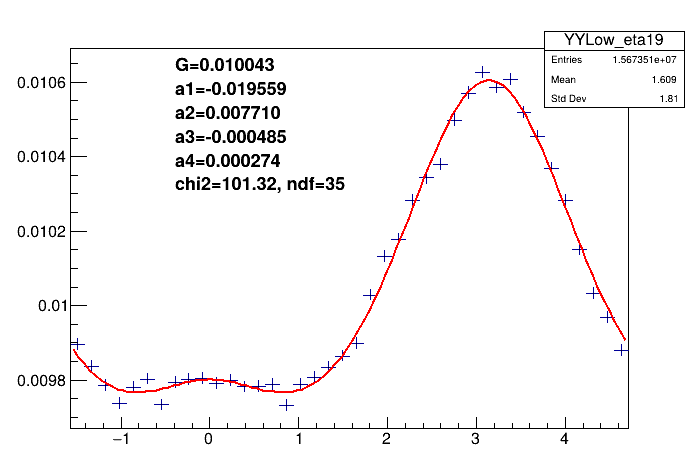 YYLow_eta19
Entries 1.567351e+07
Mean 1.609
Std Dev 1.81
G=0.010043
a1=-0.019559
a2=0.007710
a3=-0.000485
a4=0.000274
chi2=101.32, ndf=35
0.0106
0.0104
0.0102
0.01
0.0098
−1 0 1 2 3 4